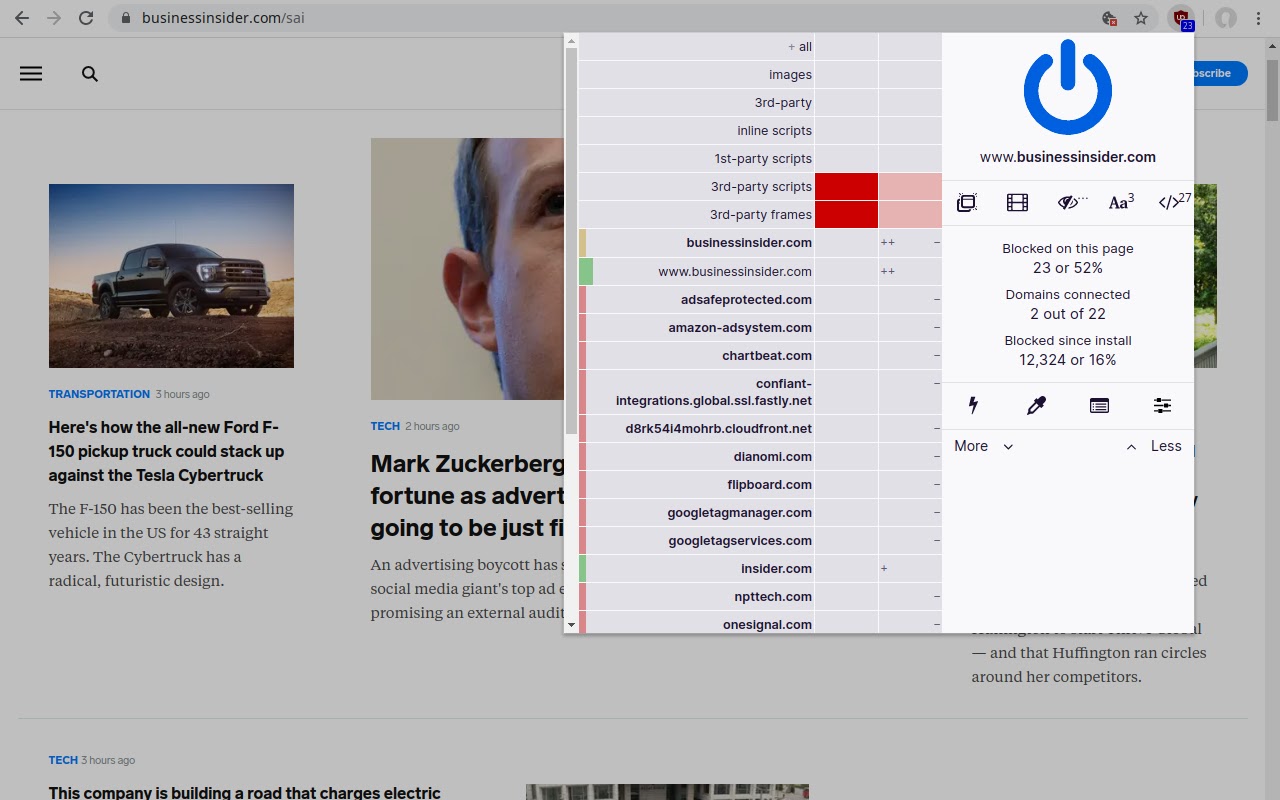 businessinsider.com/sai
23
+ all
images
3rd-party
inline scripts
1st-party scripts
3rd-party scripts
3rd-party frames
businessinsider.com ++ −
www.businessinsider.com ++
adsafeprotected.com −
amazon-adsystem.com −
chartbeat.com −
confiant- −
integrations.global.ssl.fastly.net
d8rk54i4mohrb.cloudfront.net −
dianomi.com −
flipboard.com −
googletagmanager.com −
googletagservices.com −
insider.com +
npttech.com −
onesignal.com −
www.businessinsider.com
... Aa3 </>27
Blocked on this page
23 or 52%
Domains connected
2 out of 22
Blocked since install
12,324 or 16%
More Less
TRANSPORTATION 3 hours ago
Here's how the all-new Ford F-
150 pickup truck could stack up
against the Tesla Cybertruck
The F-150 has been the best-selling
vehicle in the US for 43 straight
years. The Cybertruck has a
radical, futuristic design.
TECH 2 hours ago
Mark Zuckerberg
fortune as advert
going to be just fi
An advertising boycott has s
social media giant's top ad e
promising an external audit
— and that Huffington ran circles
around her competitors.
TECH 3 hours ago
This company is building a road that charges electric